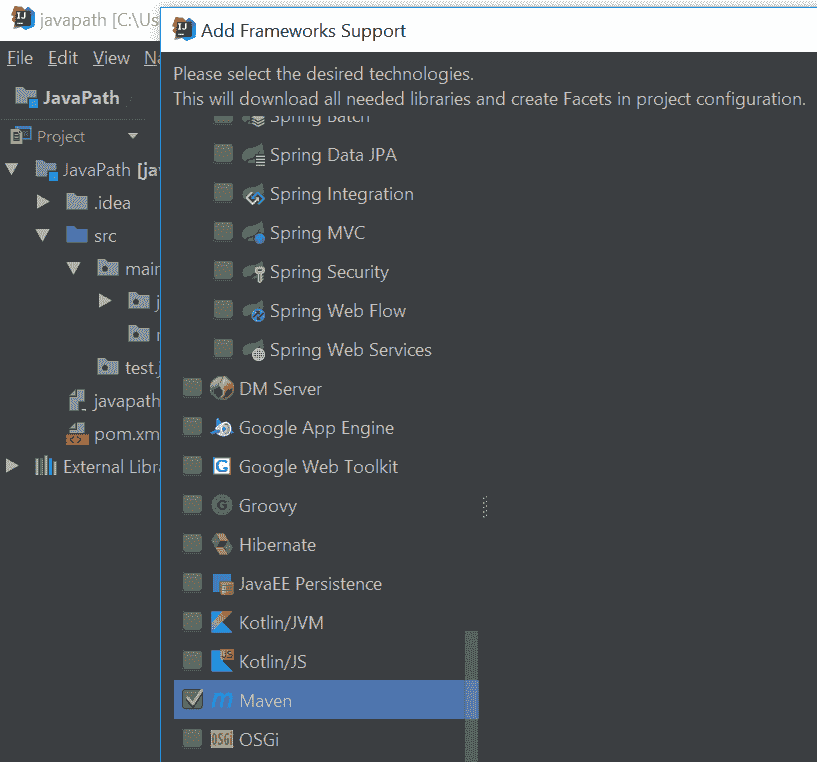 javapath [C:\Us
Add Frameworks Support
File Edit View Na
Please select the desired technologies.
This will download all needed libraries and create Facets in project configuration.
JavaPath
Project
Spring Batch
Spring Data JPA
JavaPath [jav
Spring Integration
.idea
Spring MVC
src
Spring Security
main
Spring Web Flow
Spring Web Services
test.j
DM Server
javapath
Google App Engine
pom.xm
Google Web Toolkit
External Libra
Groovy
Hibernate
JavaEE Persistence
Kotlin/JVM
Kotlin/JS
Maven
OSGi